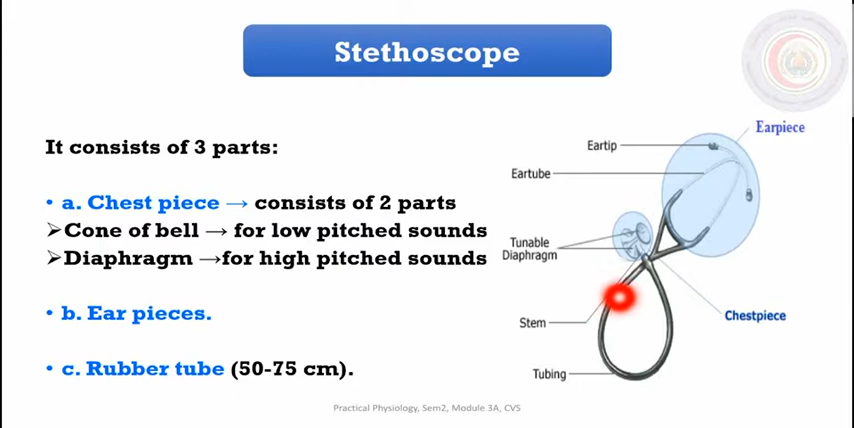 Stethoscope
It consists of 3 parts:
• a. Chest piece → consists of 2 parts
➢Cone of bell → for low pitched sounds
➢Diaphragm →for high pitched sounds
• b. Ear pieces.
• c. Rubber tube (50-75 cm).
Earpiece
Eartip
Eartube
Tunable
Diaphragm
Stem
Chestpiece
Tubing
Practical Physiology, Sem2, Module 3A, CVS